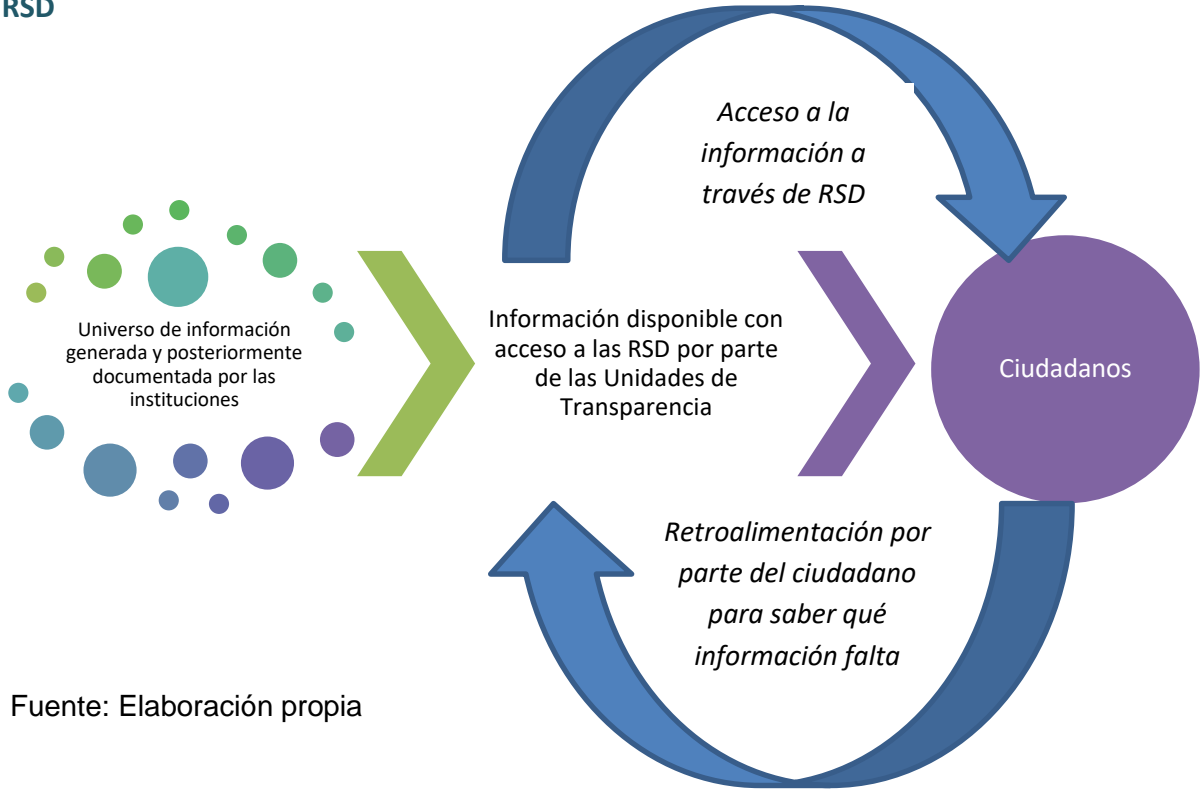 RSD
Acceso a la
información a
través de RSD
Universo de información
generada y posteriormente
documentada por las
instituciones
Información disponible con
acceso a las RSD por parte
de las Unidades de
Transparencia
Ciudadanos
Retroalimentación por
parte del ciudadano
para saber qué
información falta
Fuente: Elaboración propia